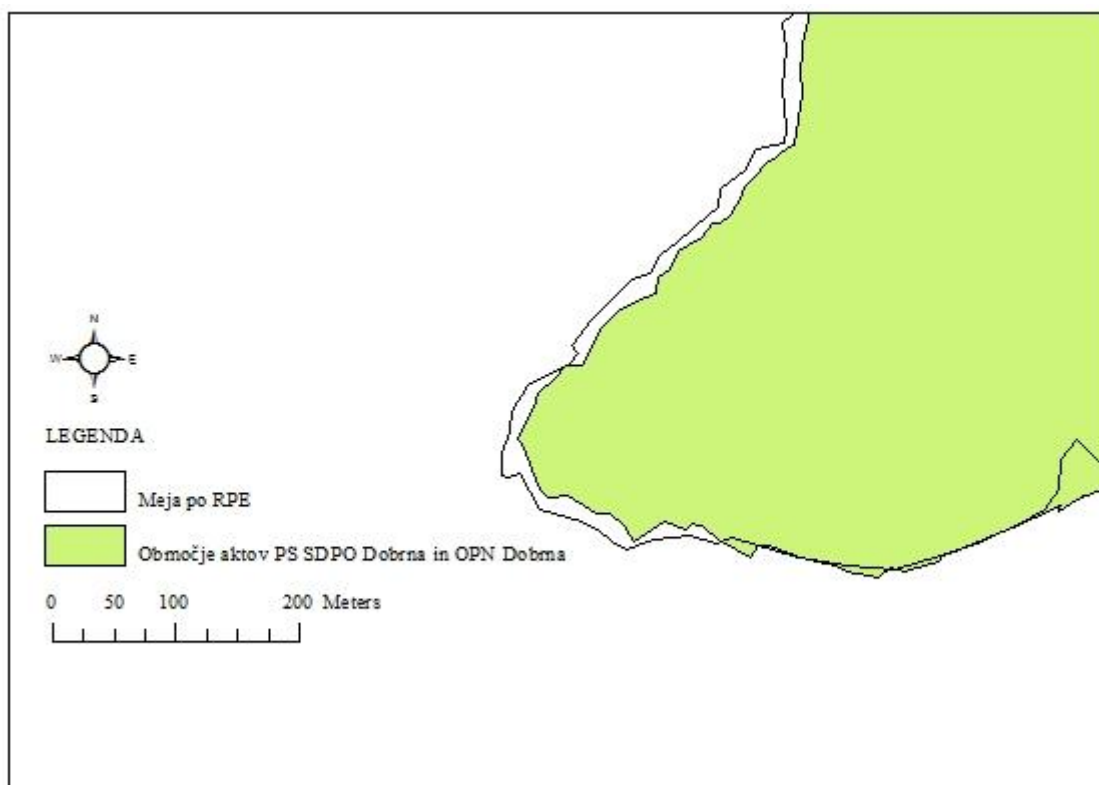 N
W E
S
LEGENDA
Meja po RPE
Območje aktov PS SDPO Dobrna in OPN Dobrna
0 50 100 200 Meters